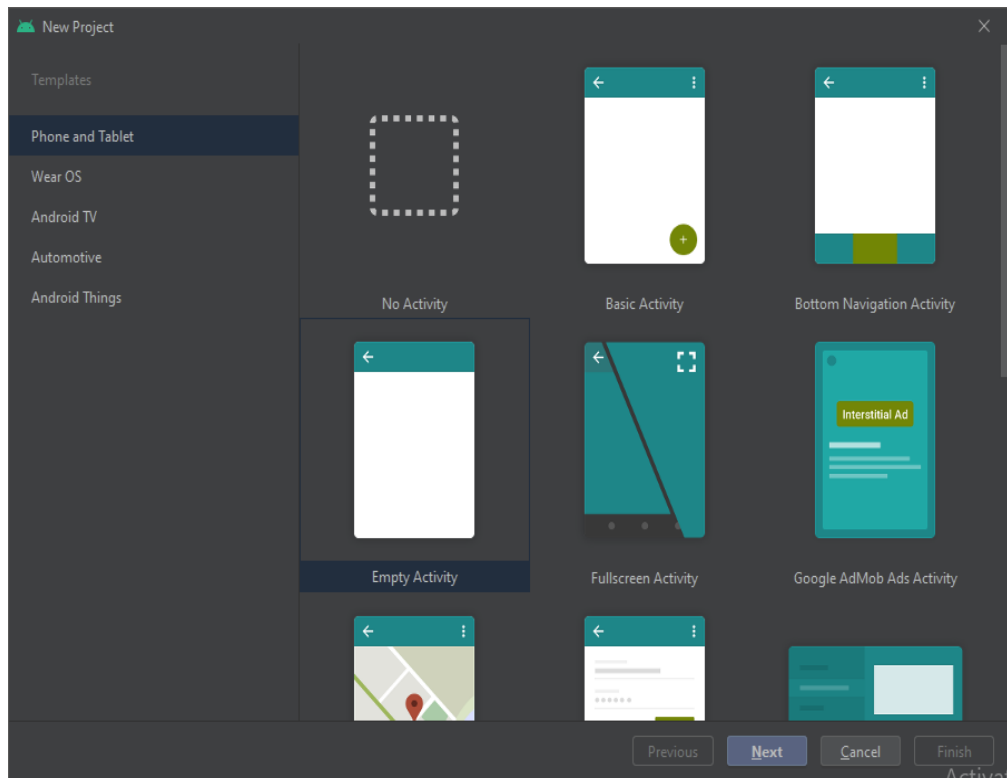 New Project
Templates
Phone and Tablet
Wear OS
Android TV
Automotive
Android Things
No Activity
Basic Activity
Bottom Navigation Activity
Interstitial Ad
Empty Activity
Fullscreen Activity
Google AdMob Ads Activity
Previous
Next
Cancel
Finish